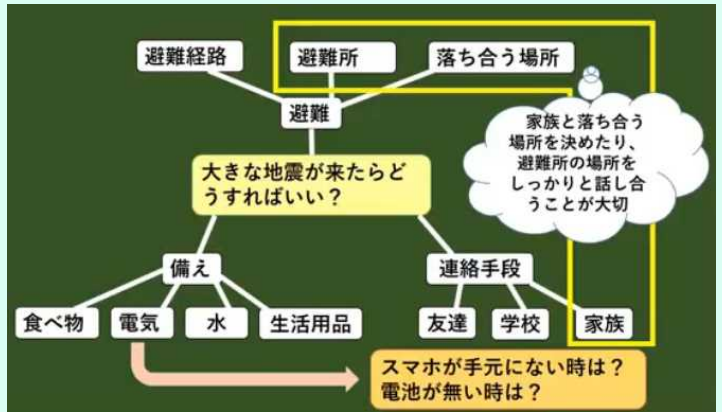 避難経路
避難所
落ち合う場所
避難
家族と落ち合う
場所を決めたり、
避難所の場所を
しっかりと話し合
うことが大切
大きな地震が来たらど
うすればいい？
備え
連絡手段
食べ物
電気
水
生活用品
友達
学校
家族
スマホが手元にない時は？
電池が無い時は？